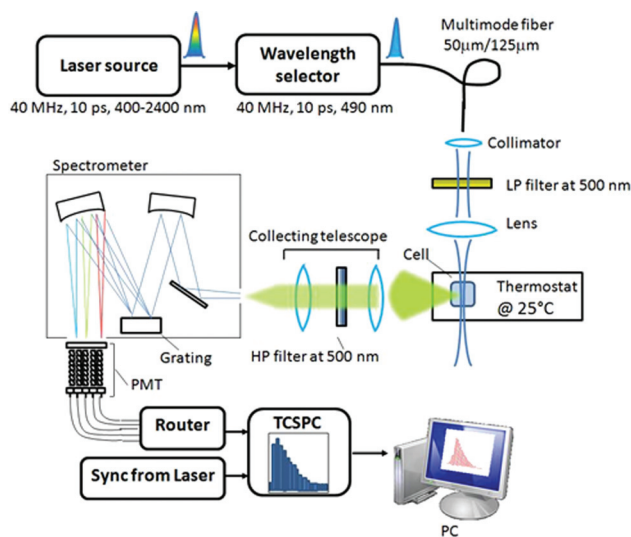 Multimode fiber
50μm/125μm
Laser source
Wavelength
selector
40 MHz, 10 ps, 400-2400 nm
40 MHz, 10 ps, 490 nm
Collimator
Spectrometer
LP filter at 500 nm
Lens
Collecting telescope
Cell
Thermostat
@ 25°C
Grating
HP filter at 500 nm
PMT
Router
TCSPC
Sync from Laser
PC